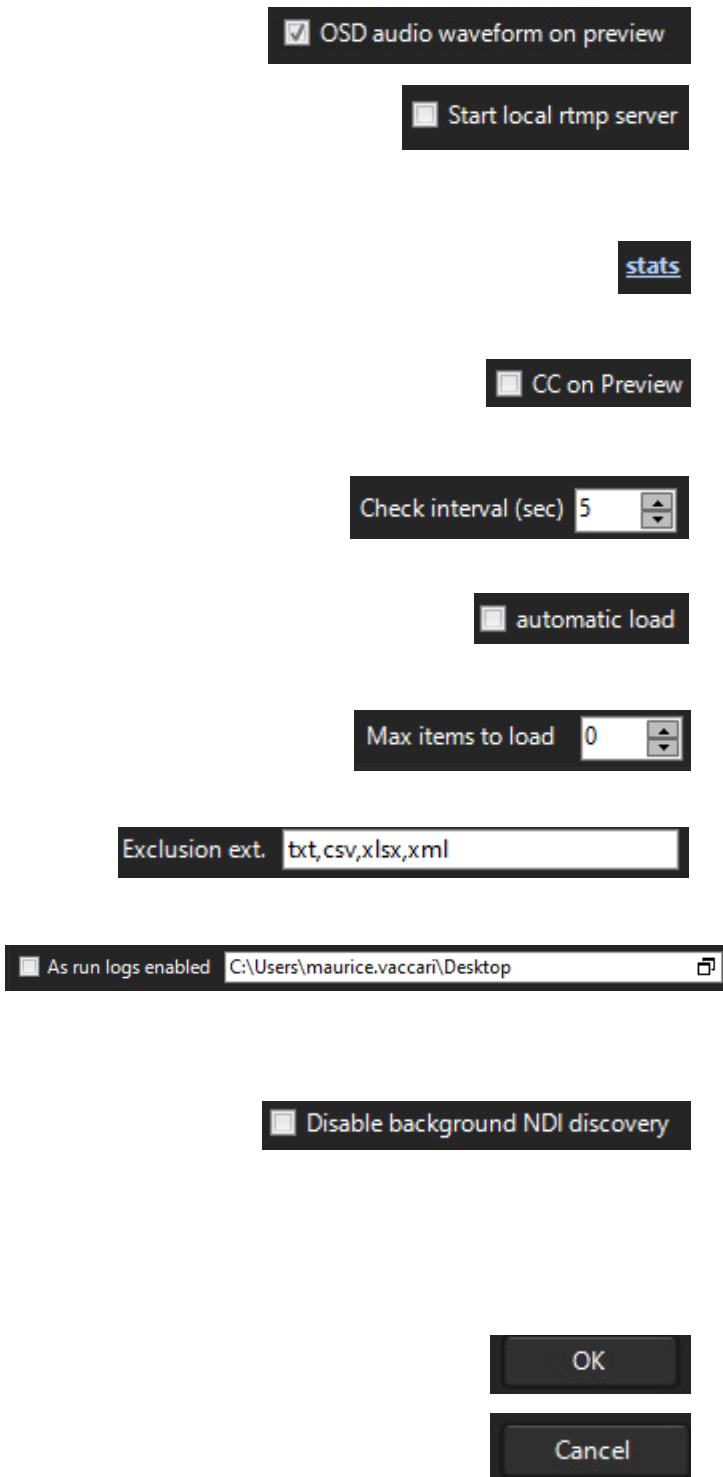 OSD audio waveform on preview
Start local rtmp server
stats
CC on Preview
Check interval (sec) 5
automatic load
Max items to load 0
Exclusion ext. txt,csv,xlsx,xml
As run logs enabled C:\Users\maurice.vaccari\Desktop
Disable background NDI discovery
OK
Cancel